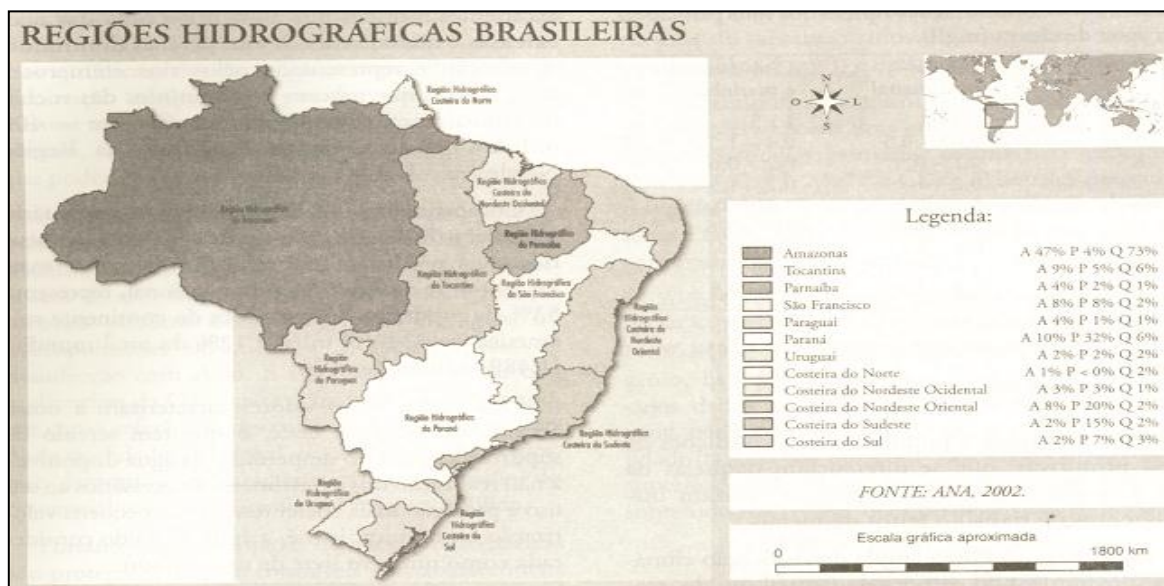 REGIÕES HIDROGRÁFICAS BRASILEIRAS
Região Hidrográfica
Costeira do Norte
N
O L
S
Região Hidrográfica
Costeira do
Nordeste Ocidental
Região Hidrográfica
Região Hidrográfica
do Parnaíba
Região Hidrográfica
do Tocantins
Região Hidrográfica
do São Francisco
Região
Hidrográfica
Costeira do
Nordeste
Oriental
Região
Hidrográfica
do Paraguai
Região Hidrográfica
do Paraná
Região Hidrográfica
Costeira do Sudeste
Região
Hidrográfica
do Uruguai
Região
Hidrográfica
Costeira do
Sul
Legenda:
Amazonas A 47% P 4% Q 73%
Tocantins A 9% P 5% Q 6%
Parnaíba A 4% P 2% Q 1%
São Francisco A 8% P 8% Q 2%
Paraguai A 4% P 1% Q 1%
Paraná A 10% P 32% Q 6%
Uruguai A 2% P 2% Q 2%
Costeira do Norte A 1% P < 0% Q 2%
Costeira do Nordeste Ocidental A 3% P 3% Q 1%
Costeira do Nordeste Oriental A 8% P 20% Q 2%
Costeira do Sudeste A 2% P 15% Q 2%
Costeira do Sul A 2% P 7% Q 3%
FONTE: ANA, 2002.
Escala gráfica aproximada
0 1800 km